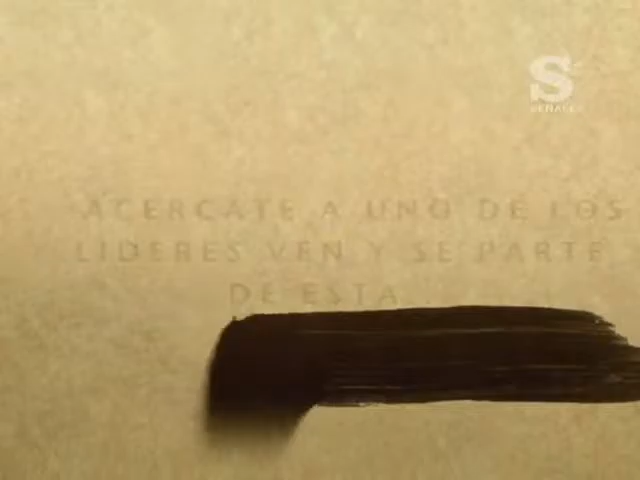 S
ACERCATE A UNO DE LOS
LIDERES VEN Y SE PARTE
DE ESTA